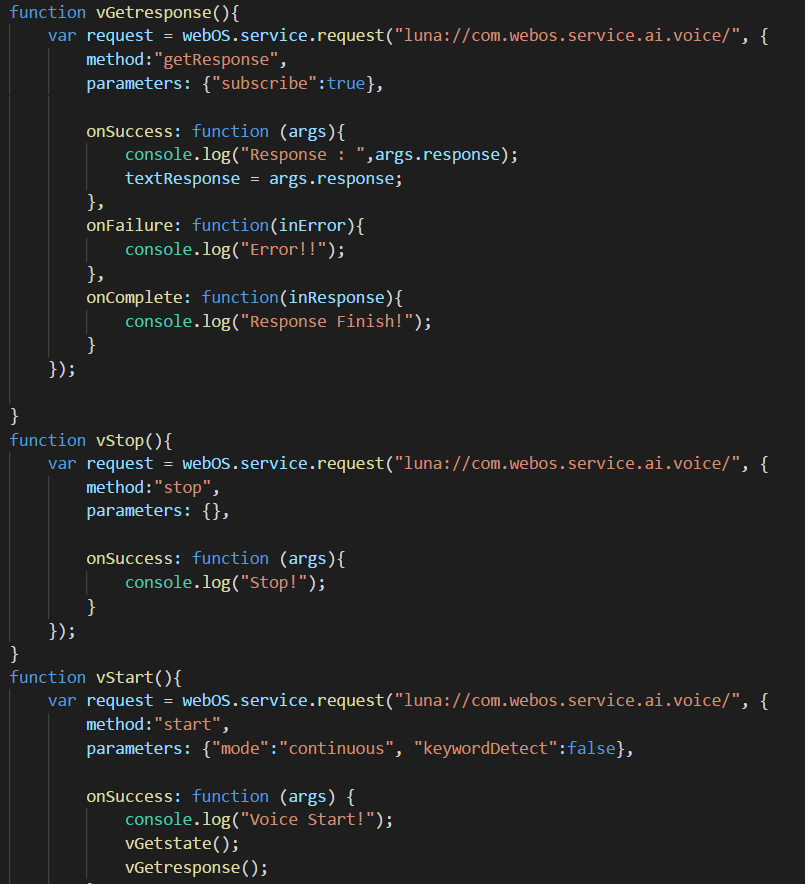 function vGetresponse(){
    var request = webOS.service.request("luna://com.webos.service.ai.voice/", {
        method:"getResponse",
        parameters: {"subscribe":true},

        onSuccess: function (args){
            console.log("Response : ",args.response);
            textResponse = args.response;
        },
        onFailure: function(inError){
            console.log("Error!!");
        },
        onComplete: function(inResponse){
            console.log("Response Finish!");
        }
    });

}
function vStop(){
    var request = webOS.service.request("luna://com.webos.service.ai.voice/", {
        method:"stop",
        parameters: {},

        onSuccess: function (args){
            console.log("Stop!");
        }
    });
}
function vStart(){
    var request = webOS.service.request("luna://com.webos.service.ai.voice/", {
        method:"start",
        parameters: {"mode":"continuous", "keywordDetect":false},

        onSuccess: function (args) {
            console.log("Voice Start!");
            vGetstate();
            vGetresponse();